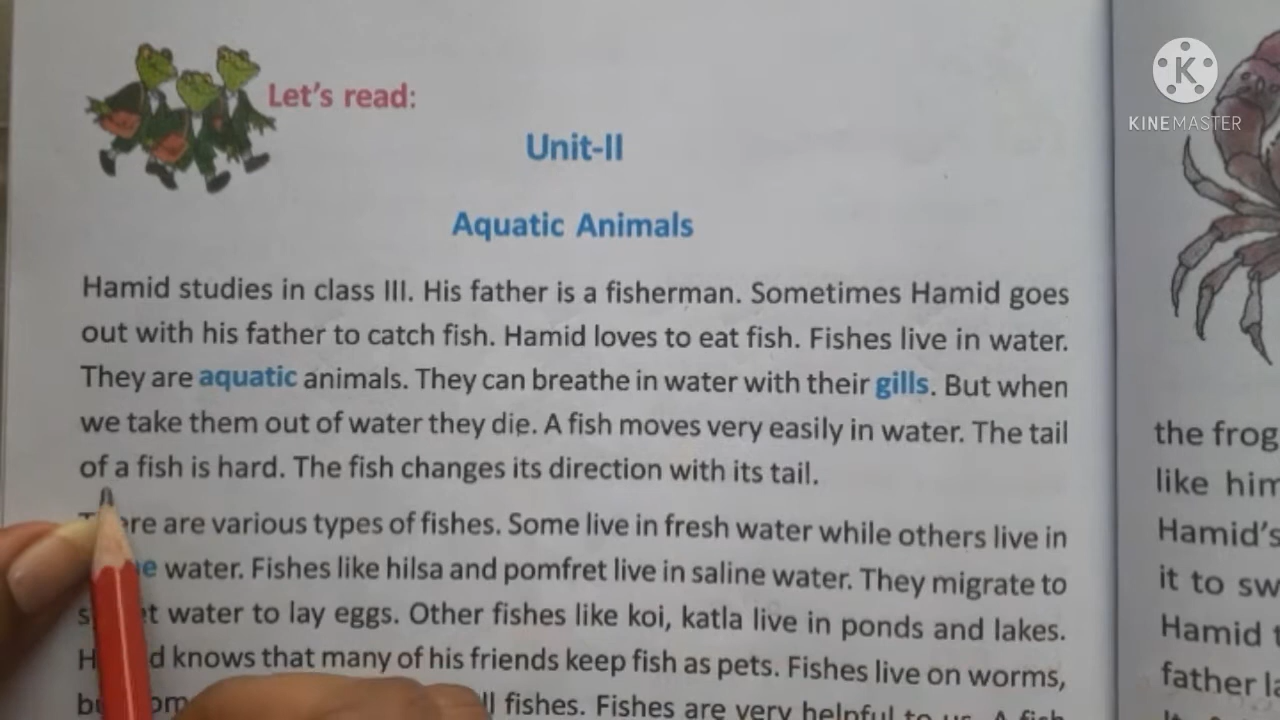 Let's read:
Unit-II
Aquatic Animals
Hamid studies in class III. His father is a fisherman. Sometimes Hamid goes
out with his father to catch fish. Hamid loves to eat fish. Fishes live in water.
They are aquatic animals. They can breathe in water with their gills. But when
we take them out of water they die. A fish moves very easily in water. The tail
of a fish is hard. The fish changes its direction with its tail.
There are various types of fishes. Some live in fresh water while others live in
water. Fishes like hilsa and pomfret live in saline water. They migrate to
sweet water to lay eggs. Other fishes like koi, katla live in ponds and lakes.
Hamid knows that many of his friends keep fish as pets. Fishes live on worms,
fishes. Fishes are very helpful to us. A fish
the frog
like him
Hamid's
it to sw
Hamid
father la
KINEMASTER